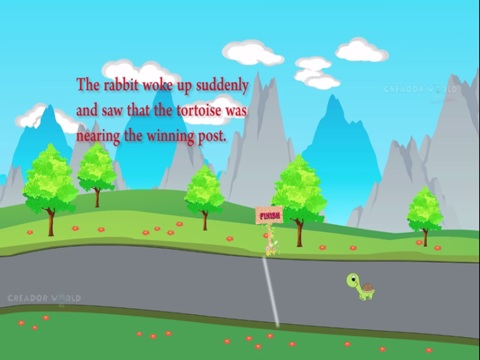 The rabbit woke up suddenly
and saw that the tortoise was
nearing the winning post.
CREADOR WORLD
FINISH
CREADOR WORLD